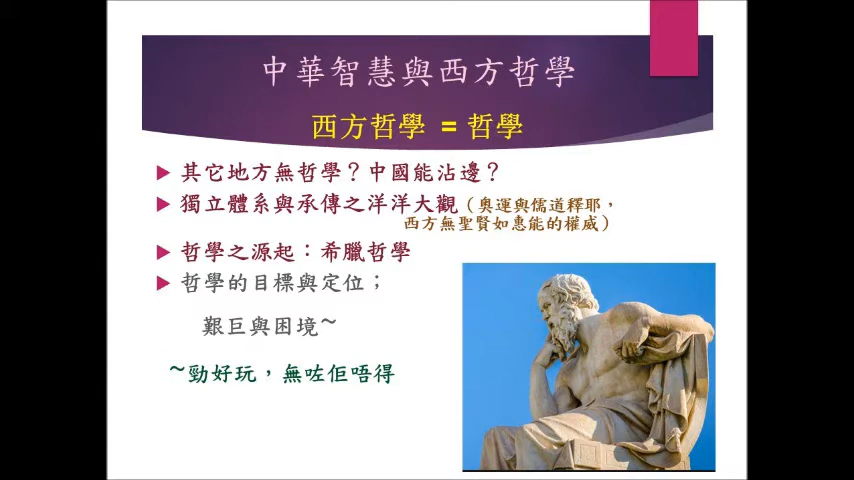 中華智慧與西方哲學
西方哲學 = 哲學
其它地方無哲學？中國能沾邊？
獨立體系與承傳之洋洋大觀（奧運與儒道釋耶，
西方無聖賢如惠能的權威）
哲學之源起：希臘哲學
哲學的目標與定位；
艱巨與困境~
~勁好玩，無咗佢唔得